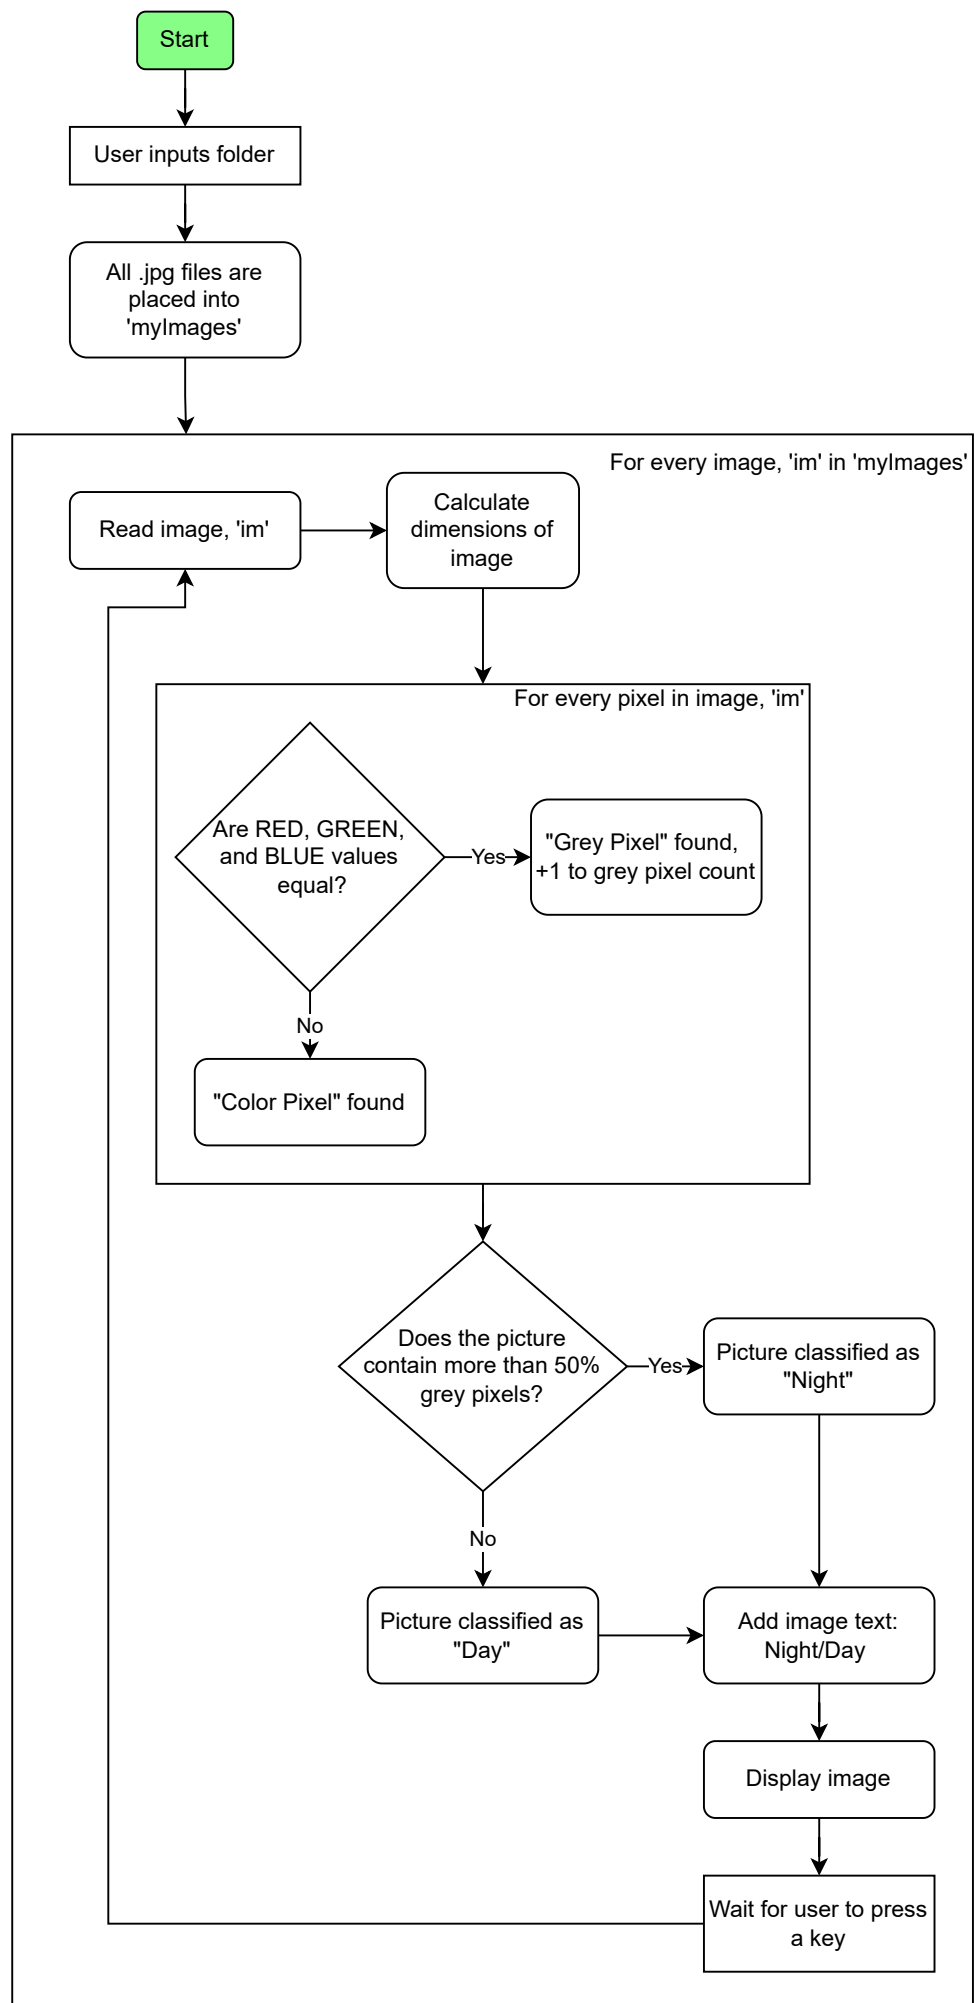 Start
User inputs folder
All .jpg files are
placed into
'myImages'
For every image, 'im' in 'myImages'
Read image, 'im'
Calculate
dimensions of
image
For every pixel in image, 'im'
Are RED, GREEN,
and BLUE values
equal?
Yes
"Grey Pixel" found,
+1 to grey pixel count
No
"Color Pixel" found
Does the picture
contain more than 50%
grey pixels?
Yes
Picture classified as
"Night"
No
Picture classified as
"Day"
Add image text:
Night/Day
Display image
Wait for user to press
a key